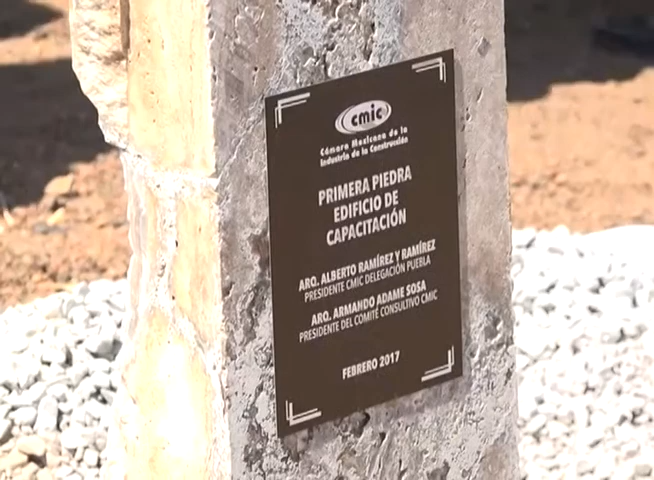 cmic
Cámara Mexicana de la
Industria de la Construcción
PRIMERA PIEDRA
EDIFICIO DE
CAPACITACIÓN
ARQ. ALBERTO RAMÍREZ Y RAMÍREZ
PRESIDENTE CMIC DELEGACIÓN PUEBLA
ARQ. ARMANDO ADAME SOSA
PRESIDENTE DEL COMITÉ CONSULTIVO CMIC
FEBRERO 2017